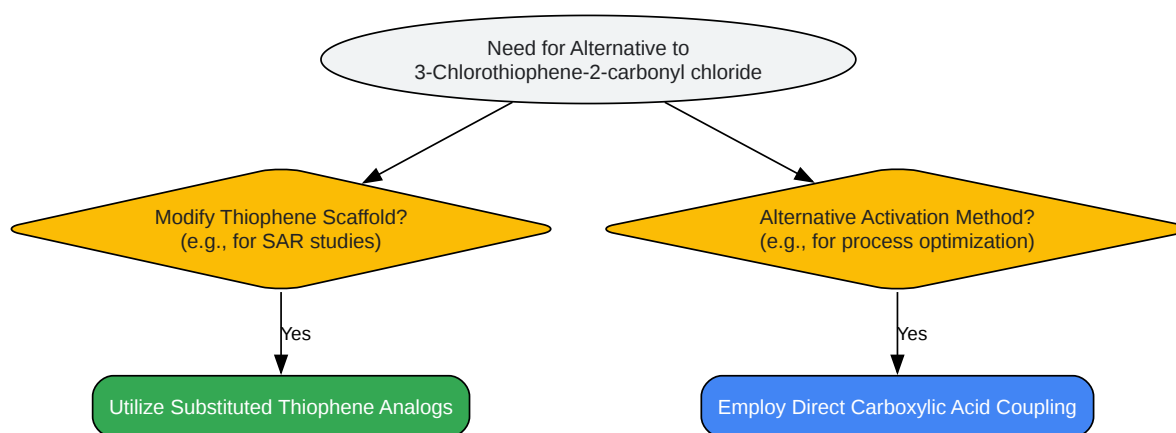 Need for Alternative to
3-Chlorothiophene-2-carbonyl chloride
Modify Thiophene Scaffold?
(e.g., for SAR studies)
Alternative Activation Method?
(e.g., for process optimization)
Yes
Yes
Utilize Substituted Thiophene Analogs
Employ Direct Carboxylic Acid Coupling